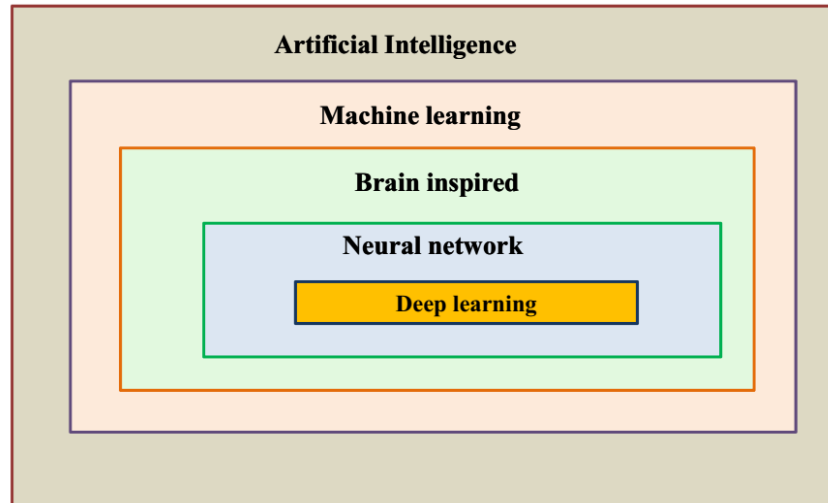 Artificial Intelligence
Machine learning
Brain inspired
Neural network
Deep learning